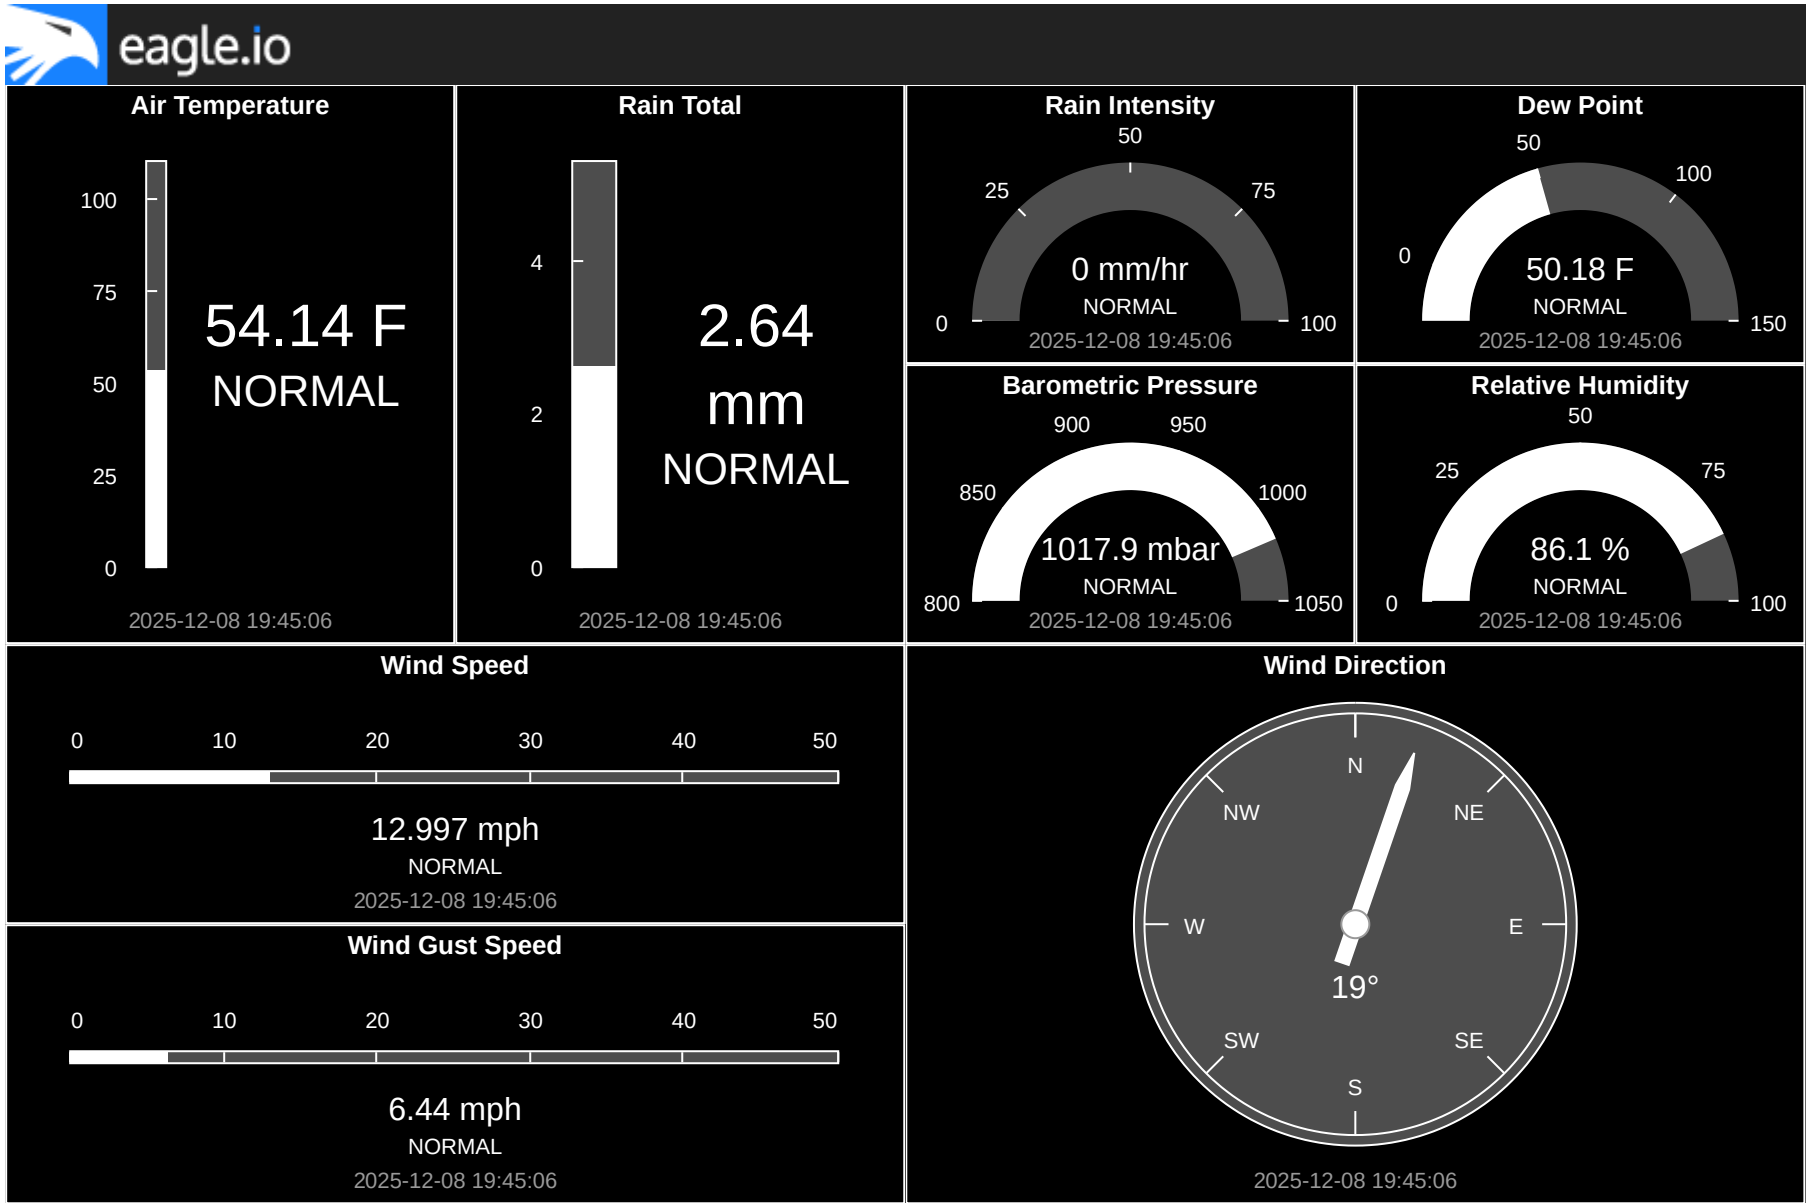 eagle.io
Air Temperature
100
75
50
25
0
54.14 F
NORMAL
2025-12-08 19:45:06
Rain Total
4
2
0
2.64
mm
NORMAL
2025-12-08 19:45:06
Rain Intensity
50
25
75
0
100
0 mm/hr
NORMAL
2025-12-08 19:45:06
Dew Point
50
100
0
150
50.18 F
NORMAL
2025-12-08 19:45:06
Barometric Pressure
900
950
850
1000
800
1050
1017.9 mbar
NORMAL
2025-12-08 19:45:06
Relative Humidity
50
25
75
0
100
86.1 %
NORMAL
2025-12-08 19:45:06
Wind Speed
0 10 20 30 40 50
12.997 mph
NORMAL
2025-12-08 19:45:06
Wind Gust Speed
0 10 20 30 40 50
6.44 mph
NORMAL
2025-12-08 19:45:06
Wind Direction
N
NW
NE
W
E
19°
SW
SE
S
2025-12-08 19:45:06